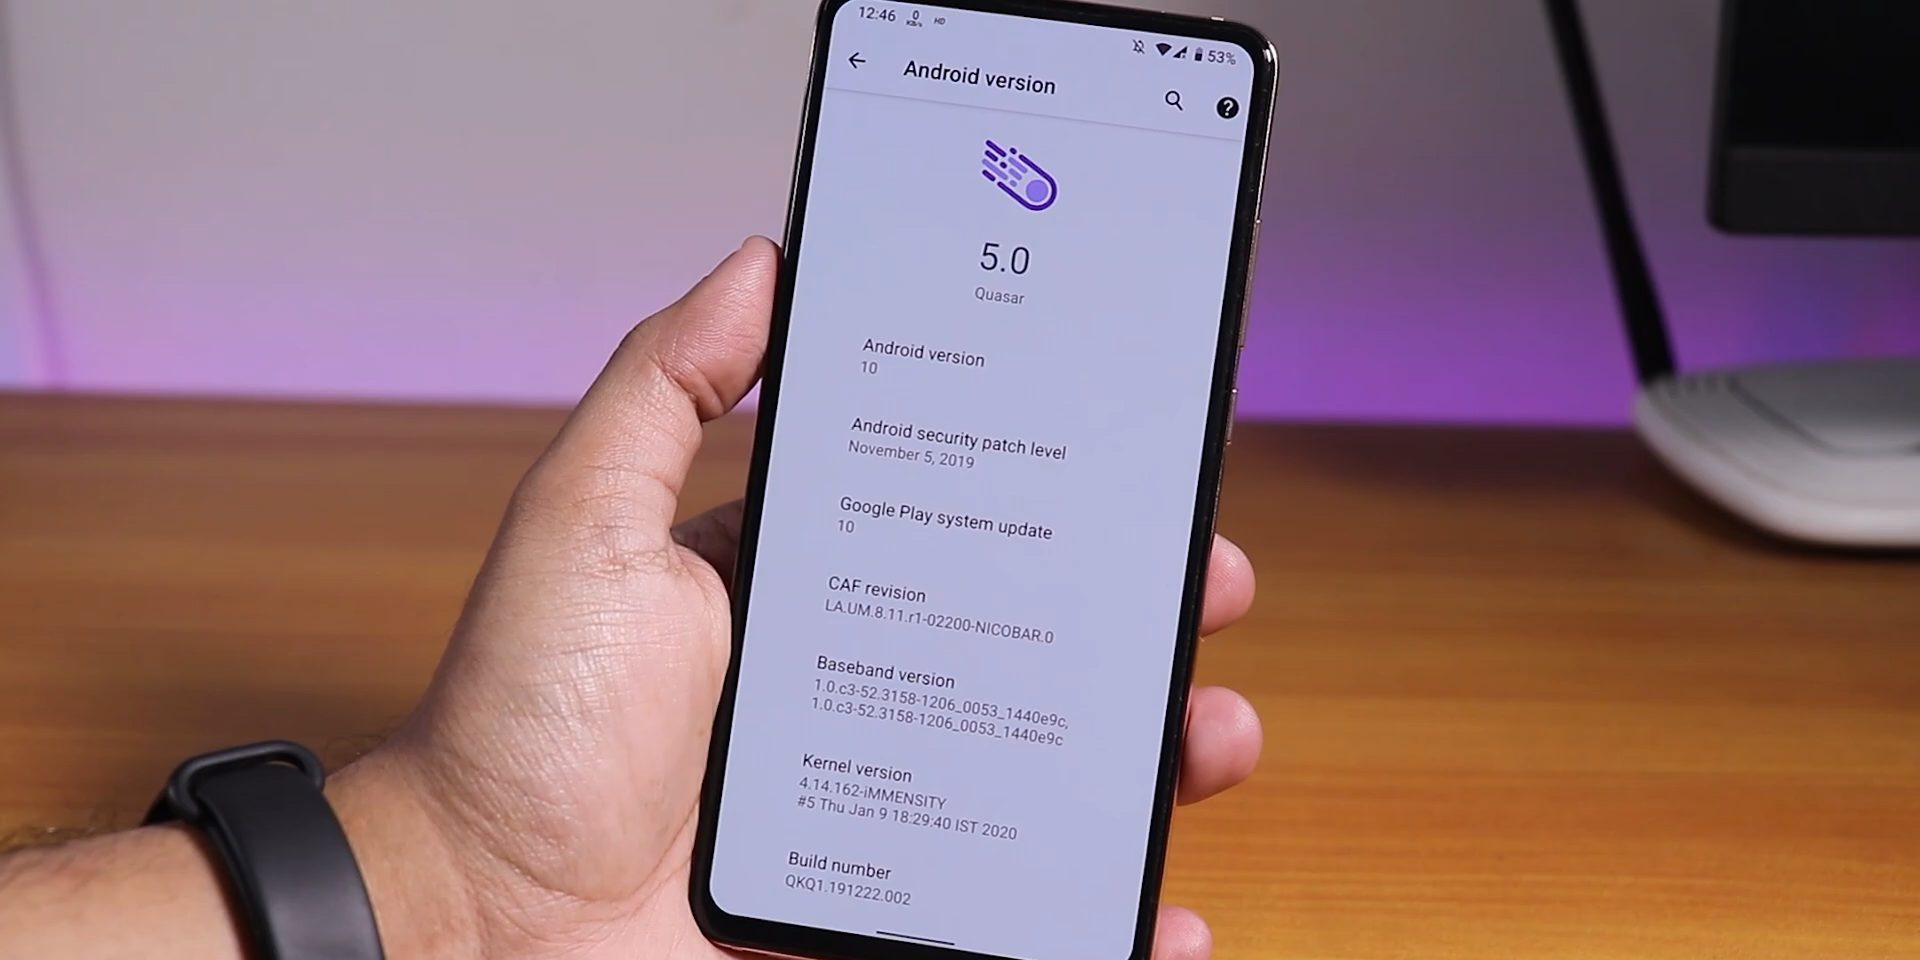 12:46 0 KB/s HD
53%
Android version
5.0
Quasar
Android version
10
Android security patch level
November 5, 2019
Google Play system update
10
CAF revision
LA.UM.8.11.r1-02200-NICOBAR.0
Baseband version
1.0.c3-52.3158-1206_0053_1440e9c,
1.0.c3-52.3158-1206_0053_1440e9c
Kernel version
4.14.162-iMMENSITY
#5 Thu Jan 9 18:29:40 IST 2020
Build number
QKQ1.191222.002